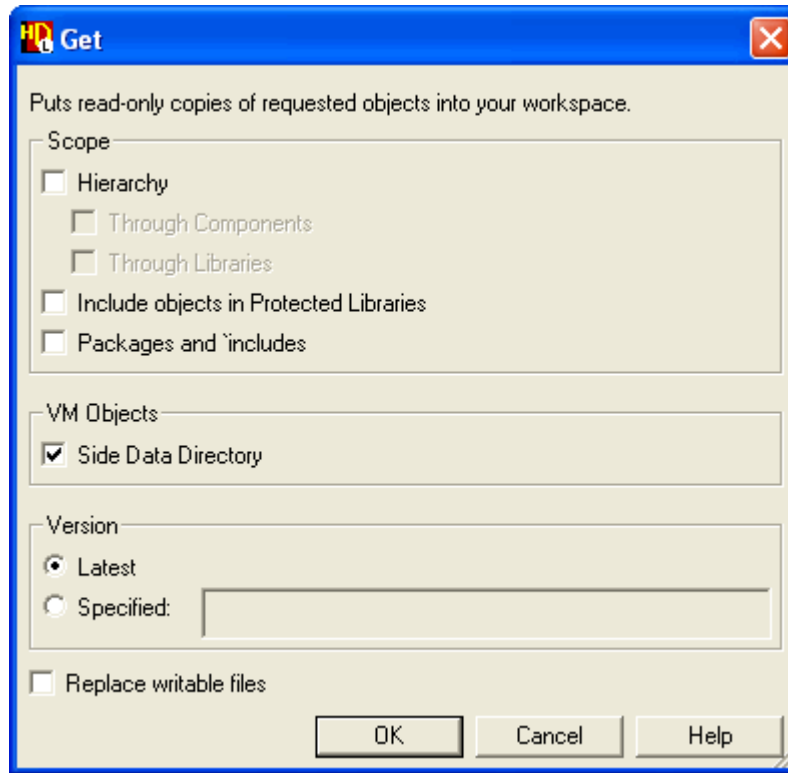 HDL Get
Puts read-only copies of requested objects into your workspace.
Scope
Hierarchy
Through Components
Through Libraries
Include objects in Protected Libraries
Packages and `includes
VM Objects
Side Data Directory
Version
Latest
Specified:
Replace writable files
OK Cancel Help